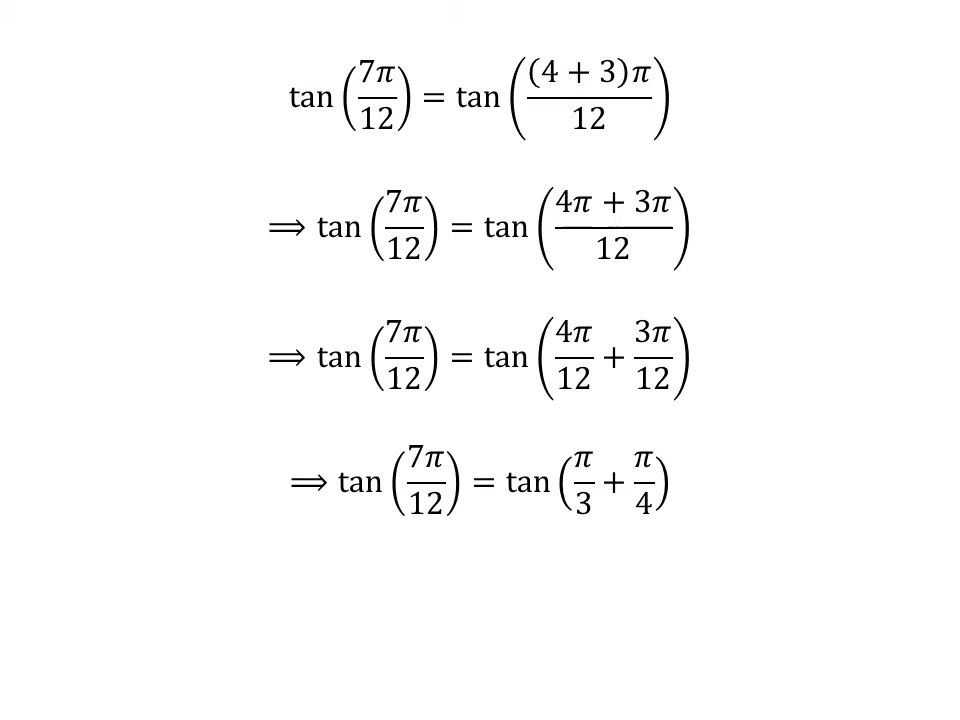 tan (7π/12) = tan ((4 + 3)π/12)
⟹ tan (7π/12) = tan ((4π + 3π)/12)
⟹ tan (7π/12) = tan (4π/12 + 3π/12)
⟹ tan (7π/12) = tan (π/3 + π/4)